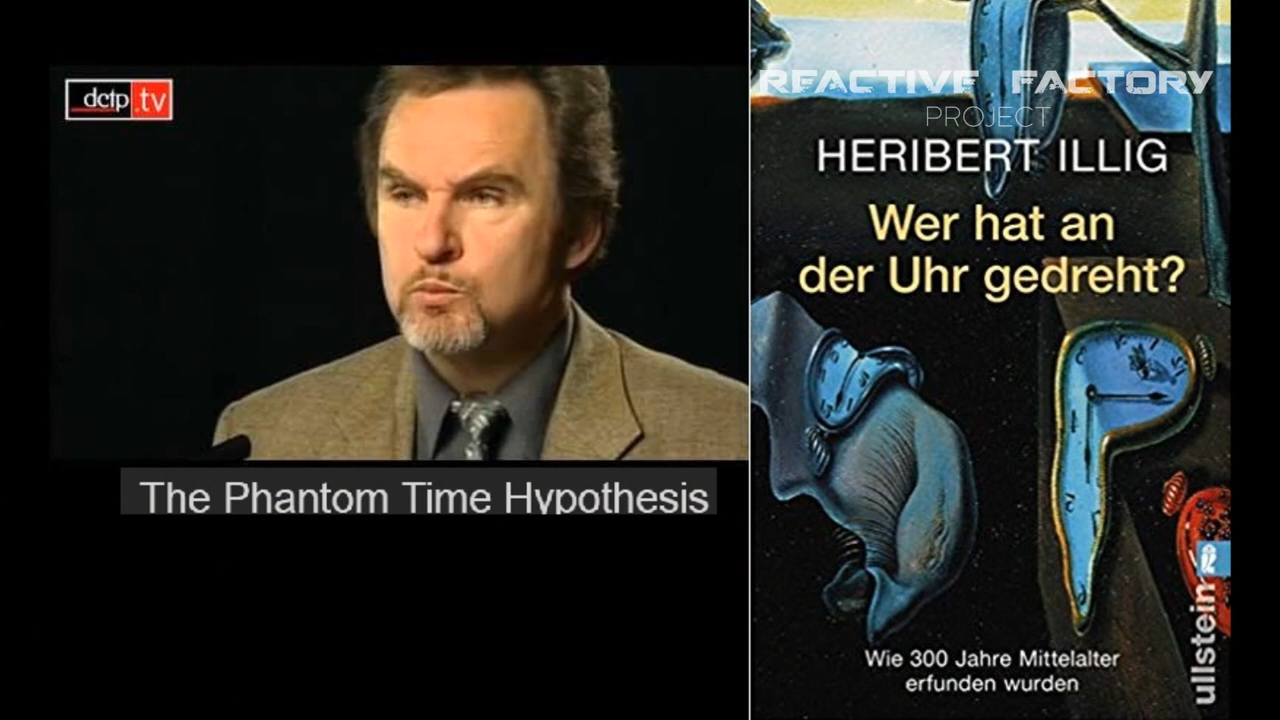 dctp.tv
The Phantom Time Hypothesis
REACTIVE FACTORY
PROJECT
HERIBERT ILLIG
Wer hat an
der Uhr gedreht?
Wie 300 Jahre Mittelalter
erfunden wurden
ullstein